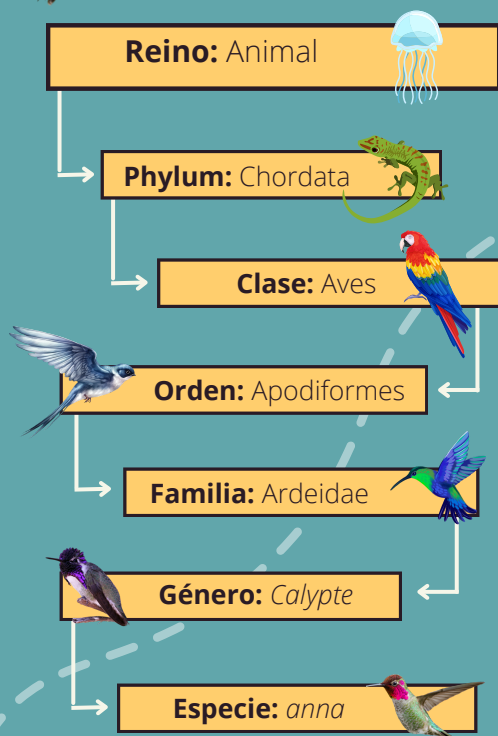 Reino: Animal
Phylum: Chordata
Clase: Aves
Orden: Apodiformes
Familia: Ardeidae
Género: Calypte
Especie: anna